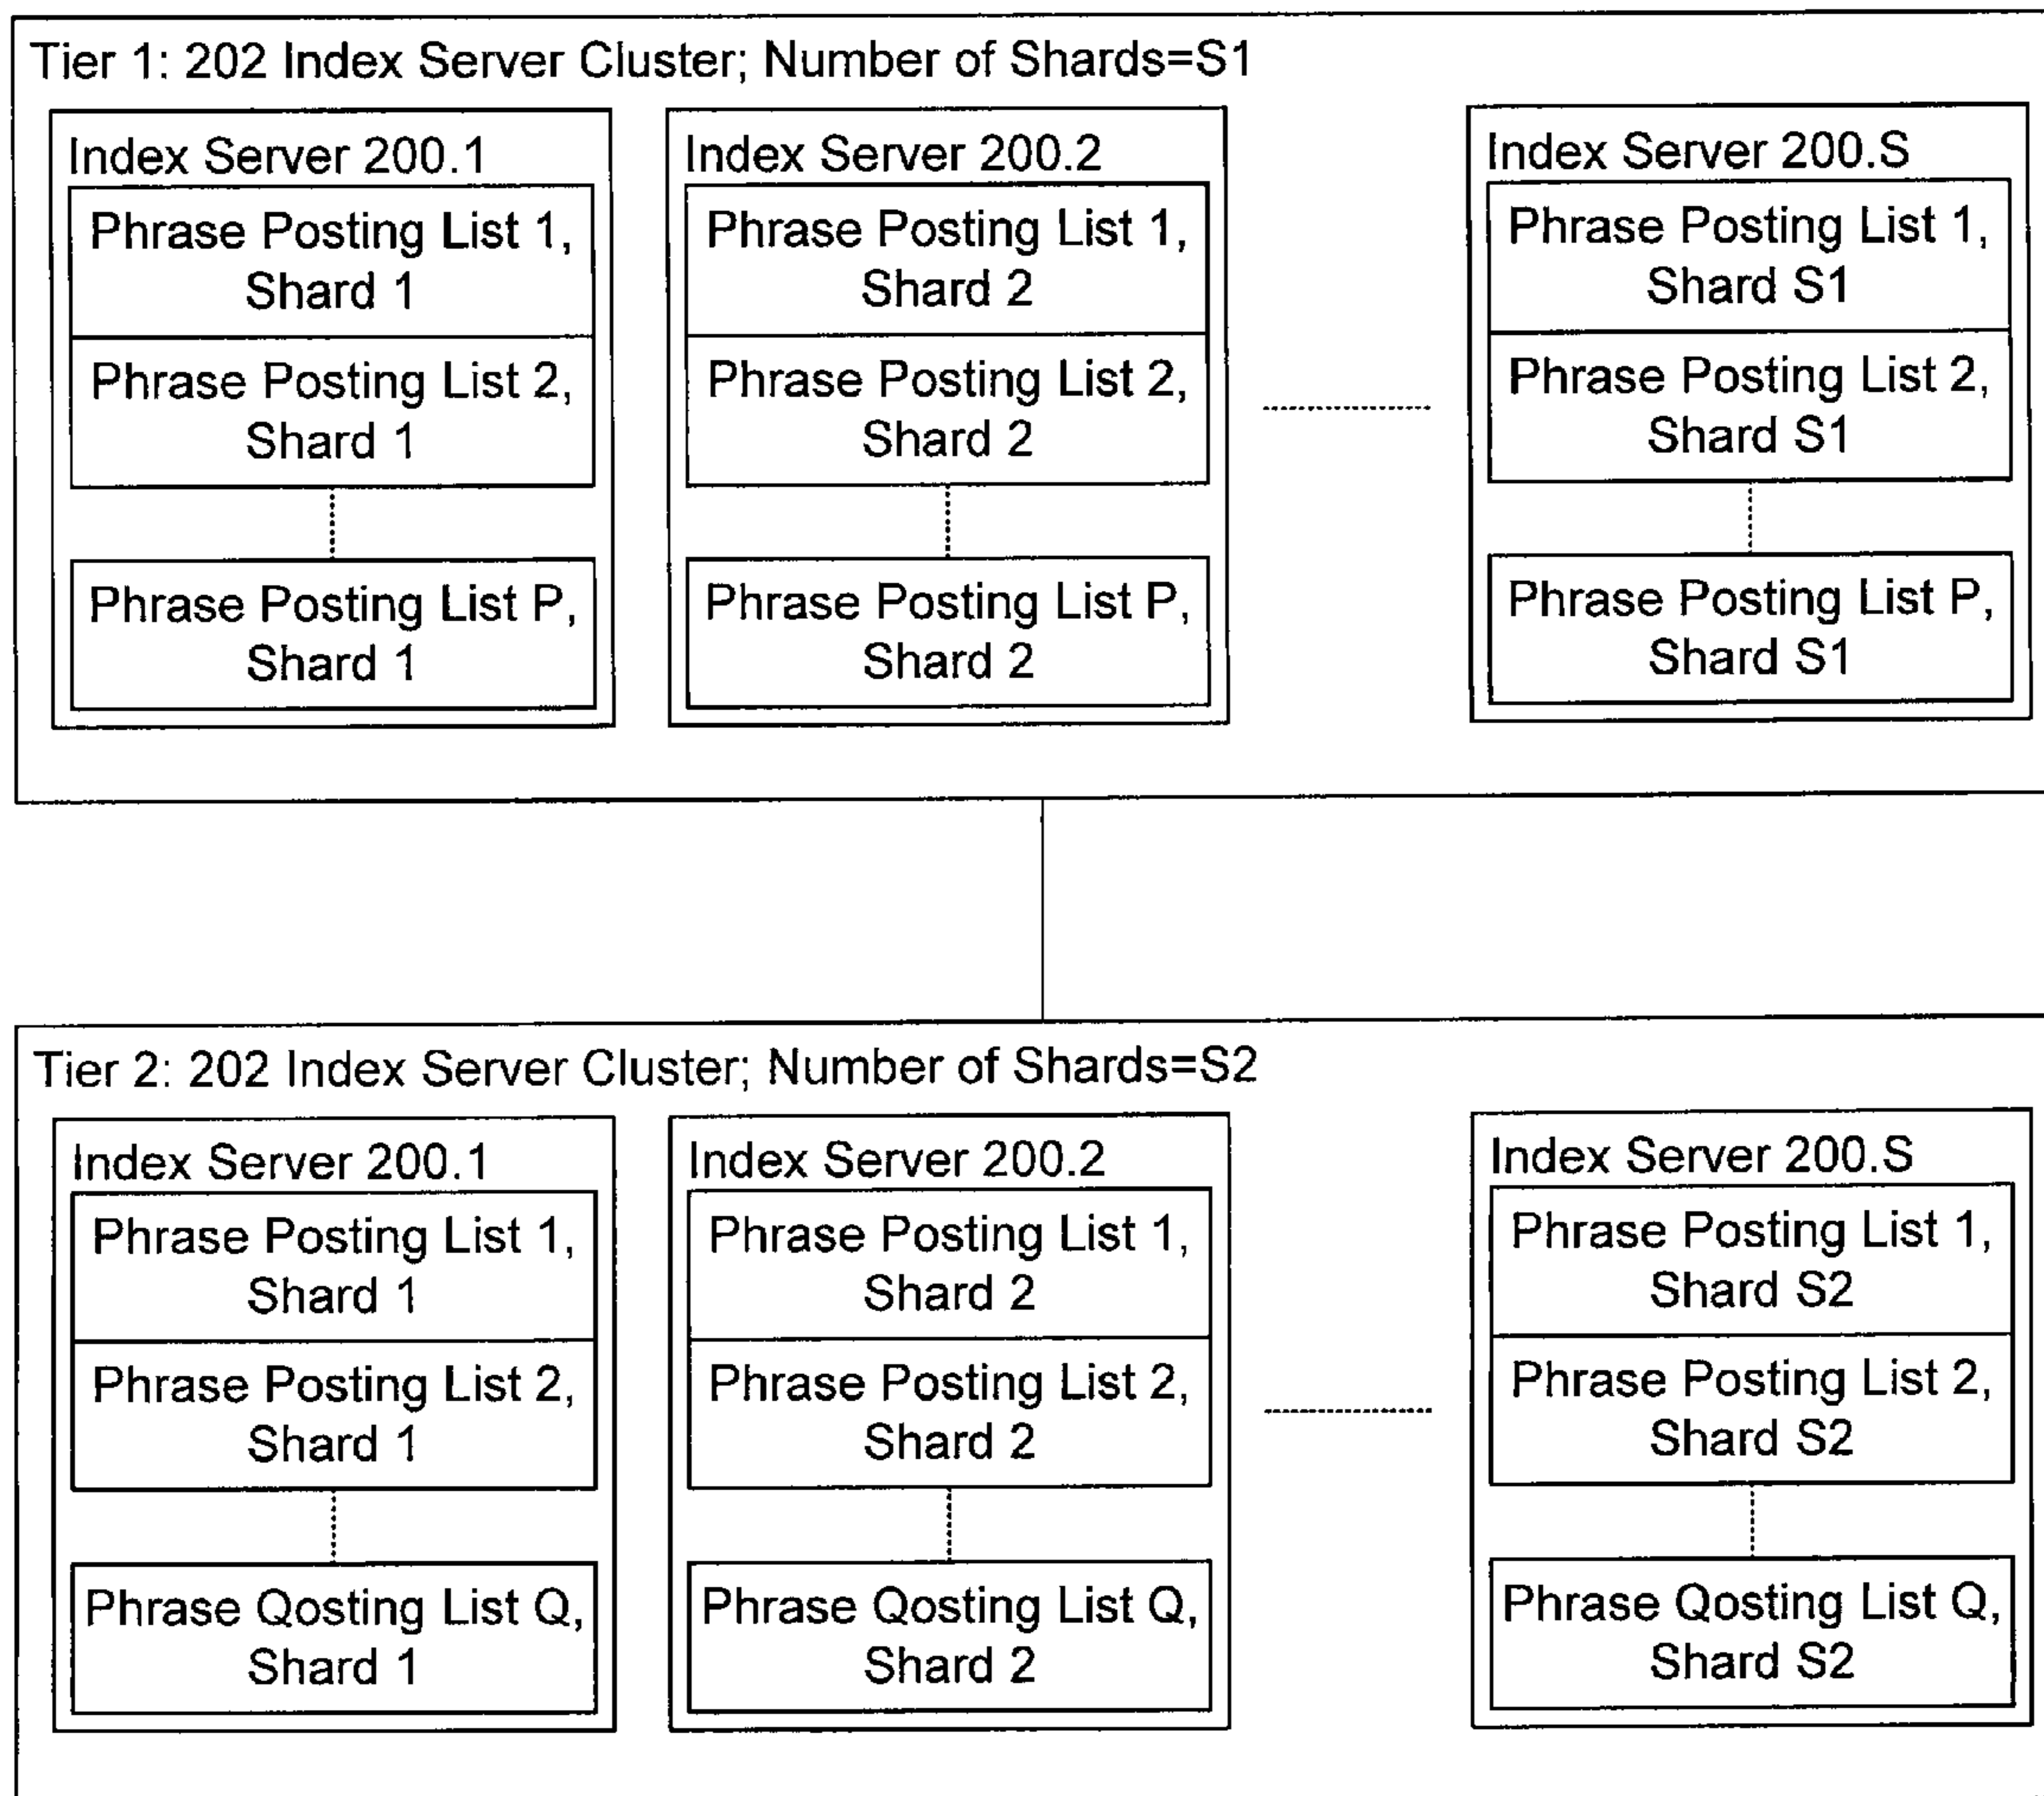 Tier 1: 202 Index Server Cluster; Number of Shards=S1
Index Server 200.1
Phrase Posting List 1,
Shard 1
Phrase Posting List 2,
Shard 1
Phrase Posting List P,
Shard 1
Index Server 200.2
Phrase Posting List 1,
Shard 2
Phrase Posting List 2,
Shard 2
Phrase Posting List P,
Shard 2
Index Server 200.S
Phrase Posting List 1,
Shard S1
Phrase Posting List 2,
Shard S1
Phrase Posting List P,
Shard S1
Tier 2: 202 Index Server Cluster; Number of Shards=S2
Index Server 200.1
Phrase Posting List 1,
Shard 1
Phrase Posting List 2,
Shard 1
Phrase Qosting List Q,
Shard 1
Index Server 200.2
Phrase Posting List 1,
Shard 2
Phrase Posting List 2,
Shard 2
Phrase Qosting List Q,
Shard 2
Index Server 200.S
Phrase Posting List 1,
Shard S2
Phrase Posting List 2,
Shard S2
Phrase Qosting List Q,
Shard S2